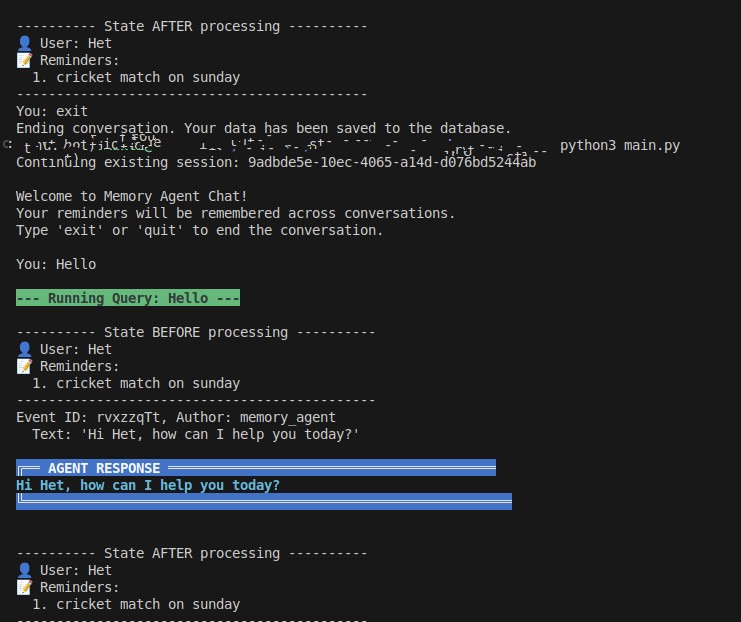 ---------- State AFTER processing ----------
👤 User: Het
📝 Reminders:
  1. cricket match on sunday
--------------------------------------------
You: exit
Ending conversation. Your data has been saved to the database.
python3 main.py
Continuing existing session: 9adbde5e-10ec-4065-a14d-d076bd5244ab
Welcome to Memory Agent Chat!
Your reminders will be remembered across conversations.
Type 'exit' or 'quit' to end the conversation.
You: Hello
--- Running Query: Hello ---
---------- State BEFORE processing ----------
👤 User: Het
📝 Reminders:
  1. cricket match on sunday
---------------------------------------------
Event ID: rvxzzqTt, Author: memory_agent
  Text: 'Hi Het, how can I help you today?'
AGENT RESPONSE
Hi Het, how can I help you today?
---------- State AFTER processing ----------
👤 User: Het
📝 Reminders:
  1. cricket match on sunday
--------------------------------------------